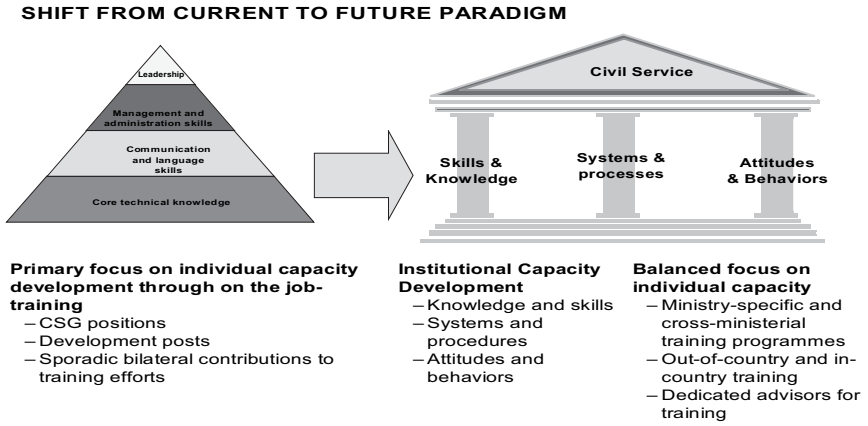 SHIFT FROM CURRENT TO FUTURE PARADIGM
Leadership
Management and
administration skills
Communication
and language
skills
Core technical knowledge
Civil Service
Skills &
Knowledge
Systems &
processes
Attitudes
& Behaviors
Primary focus on individual capacity
development through on the job-
training
– CSG positions
– Development posts
– Sporadic bilateral contributions to
training efforts
Institutional Capacity
Development
– Knowledge and skills
– Systems and
procedures
– Attitudes and
behaviors
Balanced focus on
individual capacity
– Ministry-specific and
cross-ministerial
training programmes
– Out-of-country and in-
country training
– Dedicated advisors for
training